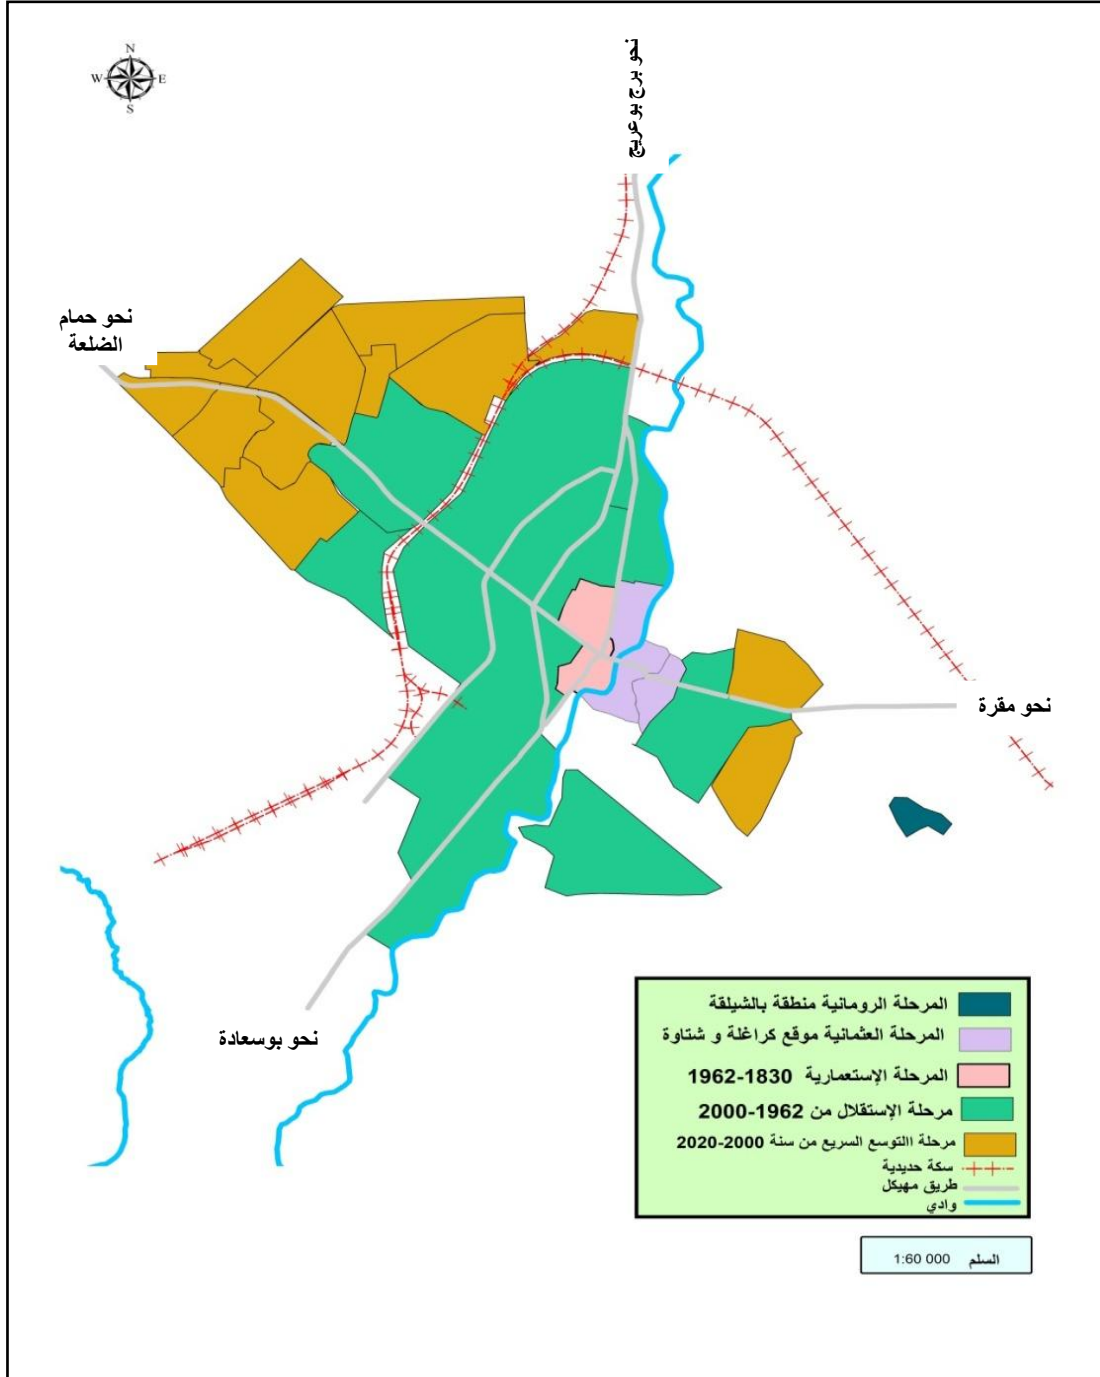 N
W E
S
نحو برج بوعريج
نحو حمام
الضلعة
نحو مقرة
نحو بوسعادة
المرحلة الرومانية منطقة بالشيلقة
المرحلة العثمانية موقع كراغلة و شتاوة
المرحلة الإستعمارية 1830-1962
مرحلة الإستقلال من 1962-2000
مرحلة االتوسع السريع من سنة 2000-2020
سكة حديدية
طريق مهيكل
وادي
السلم 1:60 000